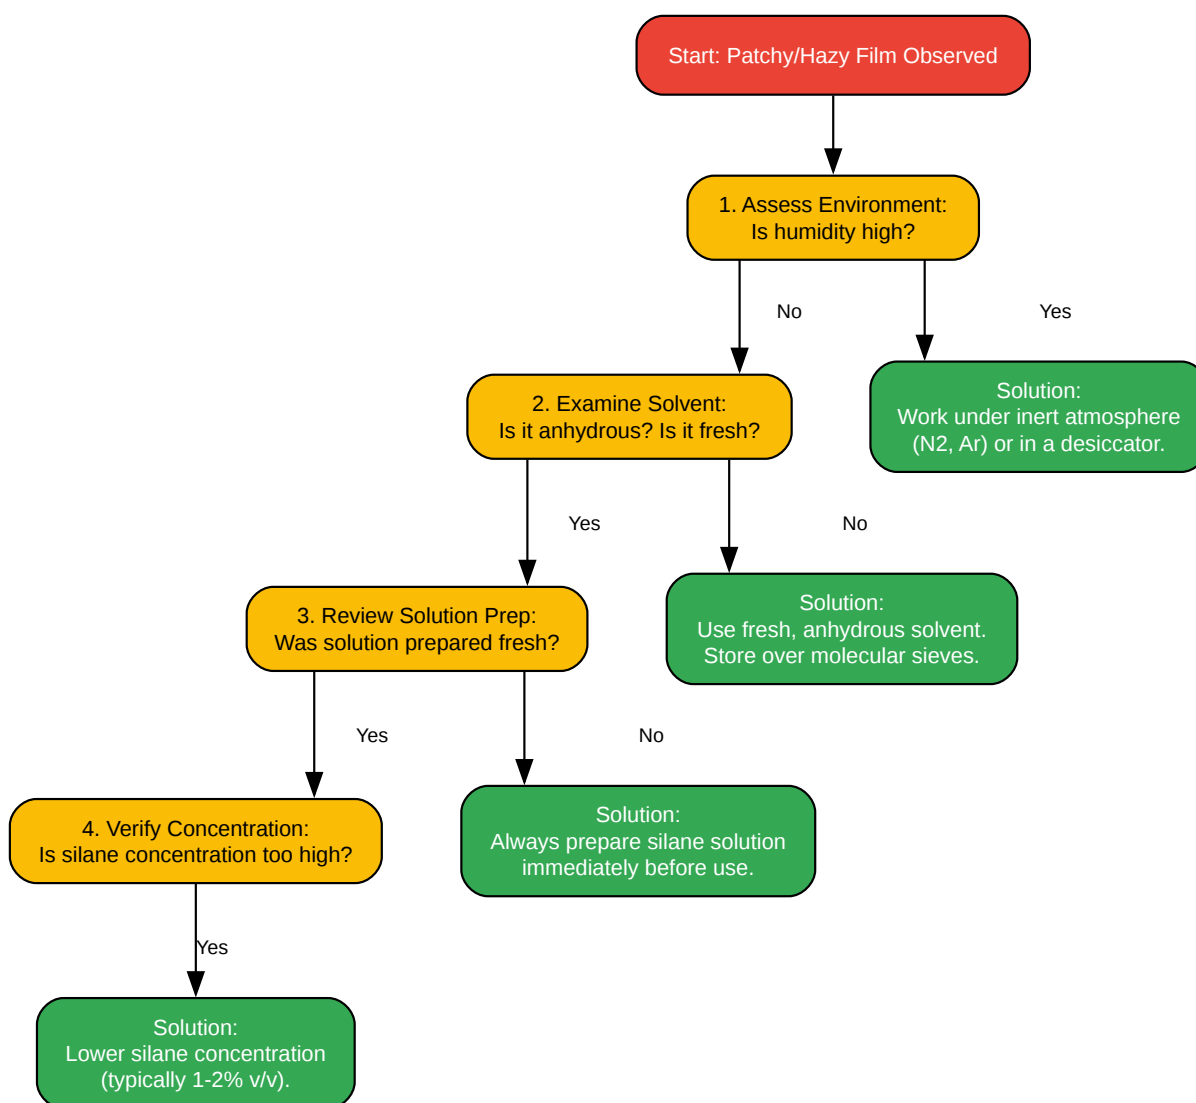 Start: Patchy/Hazy Film Observed
1. Assess Environment:
Is humidity high?
No
Yes
Solution:
Work under inert atmosphere
(N2, Ar) or in a desiccator.
2. Examine Solvent:
Is it anhydrous? Is it fresh?
Yes
No
Solution:
Use fresh, anhydrous solvent.
Store over molecular sieves.
3. Review Solution Prep:
Was solution prepared fresh?
Yes
No
Solution:
Always prepare silane solution
immediately before use.
4. Verify Concentration:
Is silane concentration too high?
Yes
Solution:
Lower silane concentration
(typically 1-2% v/v).